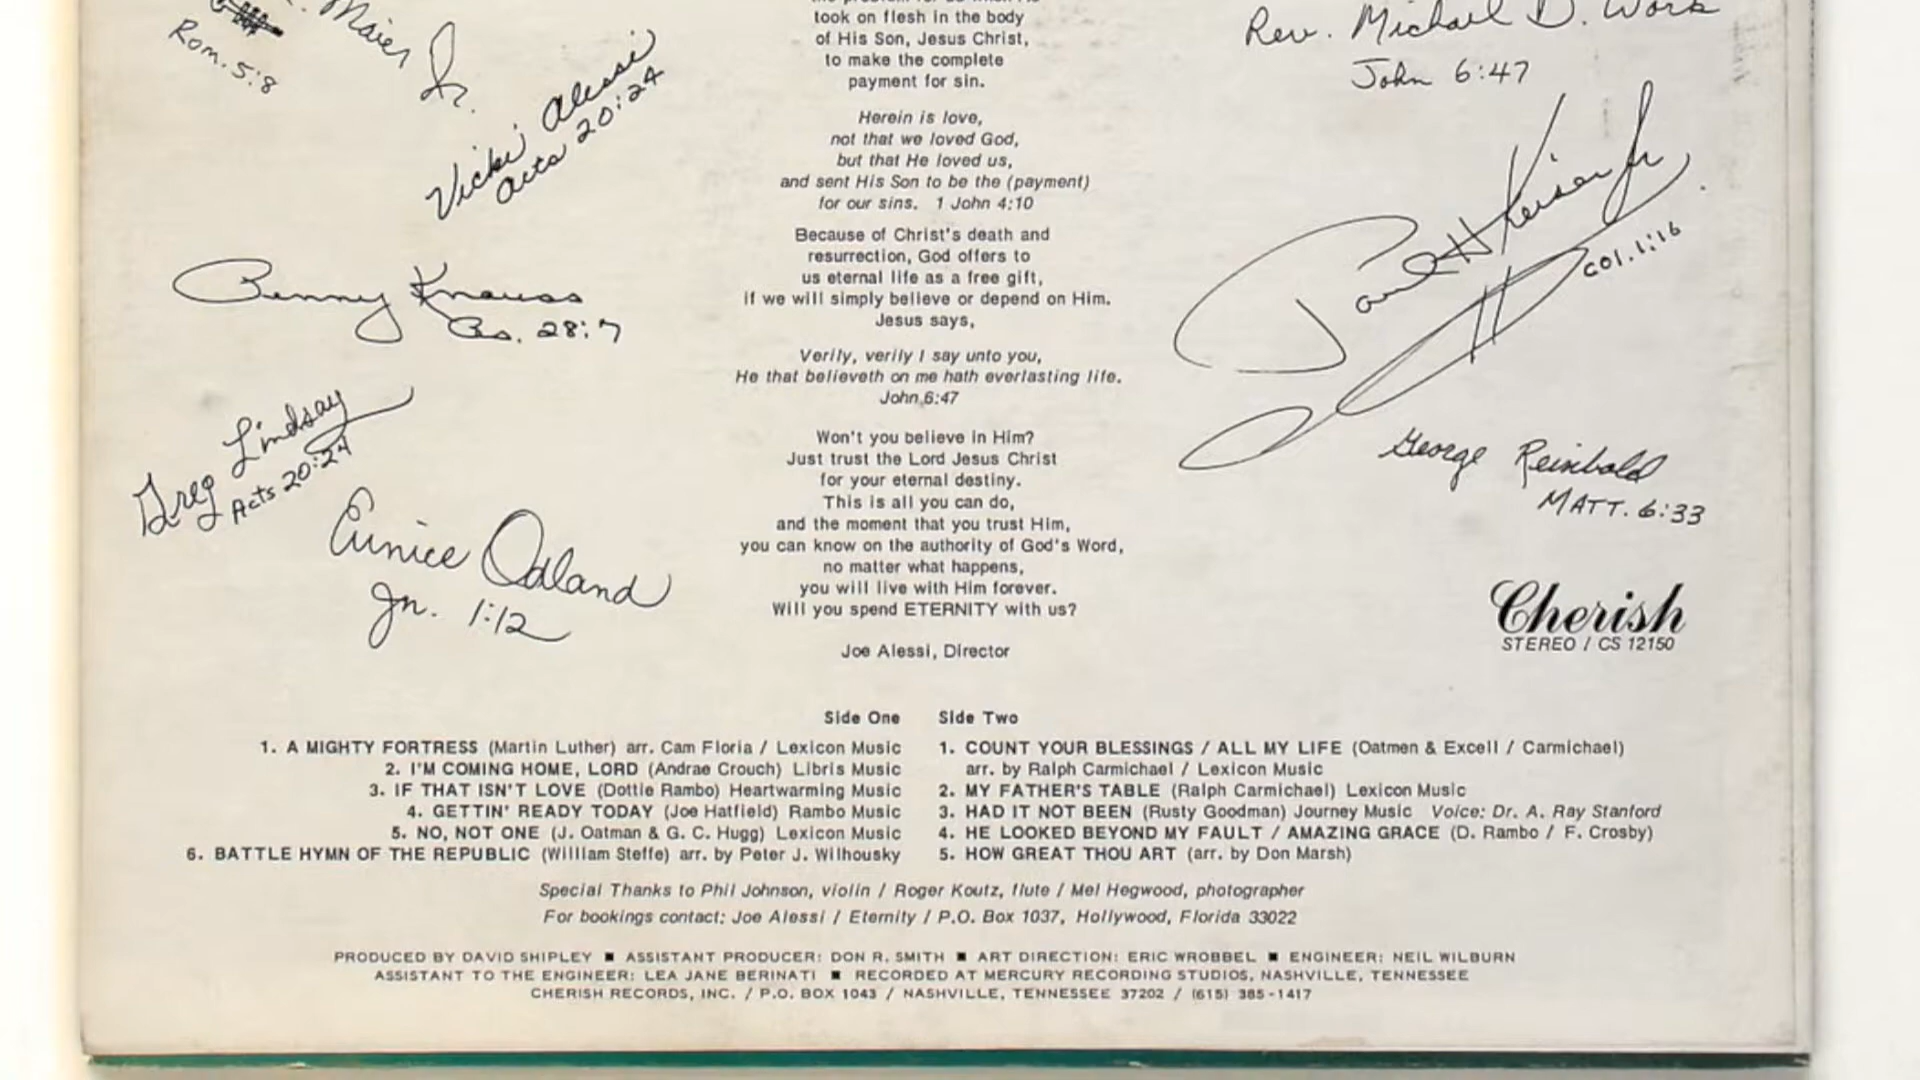 Maier Jr.
Rom. 5:8
Vicki Alessi
Acts 20:24
Benny Knauss
Ps. 28:7
Greg Lindsay
Acts 20:24
Eunice Odland
Jn. 1:12
took on flesh in the body
of His Son, Jesus Christ,
to make the complete
payment for sin.
Herein is love,
not that we loved God,
but that He loved us,
and sent His Son to be the (payment)
for our sins. 1 John 4:10
Because of Christ's death and
resurrection, God offers to
us eternal life as a free gift,
if we will simply believe or depend on Him.
Jesus says,
Verily, verily I say unto you,
He that believeth on me hath everlasting life.
John 6:47
Won't you believe in Him?
Just trust the Lord Jesus Christ
for your eternal destiny.
This is all you can do,
and the moment that you trust Him,
you can know on the authority of God's Word,
no matter what happens,
you will live with Him forever.
Will you spend ETERNITY with us?
Joe Alessi, Director
Rev. Michael D. Work
John 6:47
Paul H Keiser Jr.
Col. 1:16
George Reinbold
MATT. 6:33
Cherish
STEREO / CS 12150
Side One
1. A MIGHTY FORTRESS (Martin Luther) arr. Cam Floria / Lexicon Music
2. I'M COMING HOME, LORD (Andrae Crouch) Libris Music
3. IF THAT ISN'T LOVE (Dottie Rambo) Heartwarming Music
4. GETTIN' READY TODAY (Joe Hatfield) Rambo Music
5. NO, NOT ONE (J. Oatman & G. C. Hugg) Lexicon Music
6. BATTLE HYMN OF THE REPUBLIC (William Steffe) arr. by Peter J. Wilhousky
Side Two
1. COUNT YOUR BLESSINGS / ALL MY LIFE (Oatmen & Excell / Carmichael)
arr. by Ralph Carmichael / Lexicon Music
2. MY FATHER'S TABLE (Ralph Carmichael) Lexicon Music
3. HAD IT NOT BEEN (Rusty Goodman) Journey Music Voice: Dr. A. Ray Stanford
4. HE LOOKED BEYOND MY FAULT / AMAZING GRACE (D. Rambo / F. Crosby)
5. HOW GREAT THOU ART (arr. by Don Marsh)
Special Thanks to Phil Johnson, violin / Roger Koutz, flute / Mel Hegwood, photographer
For bookings contact: Joe Alessi / Eternity / P.O. Box 1037, Hollywood, Florida 33022
PRODUCED BY DAVID SHIPLEY ■ ASSISTANT PRODUCER: DON R. SMITH ■ ART DIRECTION: ERIC WROBBEL ■ ENGINEER: NEIL WILBURN
ASSISTANT TO THE ENGINEER: LEA JANE BERINATI ■ RECORDED AT MERCURY RECORDING STUDIOS, NASHVILLE, TENNESSEE
CHERISH RECORDS, INC. / P.O. BOX 1043 / NASHVILLE, TENNESSEE 37202 / (615) 385-1417